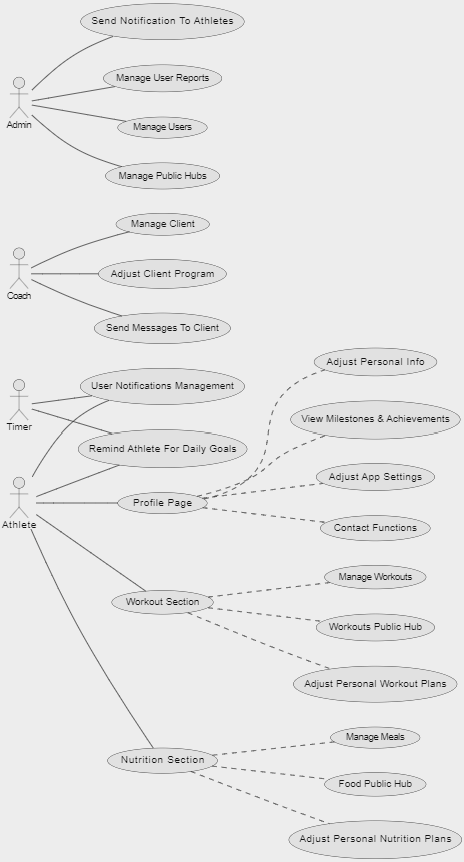 Send Notification To Athletes
Manage User Reports
Admin
Manage Users
Manage Public Hubs
Manage Client
Adjust Client Program
Coach
Send Messages To Client
Adjust Personal Info
User Notifications Management
View Milestones & Achievements
Timer
Remind Athlete For Daily Goals
Adjust App Settings
Profile Page
Athlete
Contact Functions
Manage Workouts
Workout Section
Workouts Public Hub
Adjust Personal Workout Plans
Manage Meals
Nutrition Section
Food Public Hub
Adjust Personal Nutrition Plans